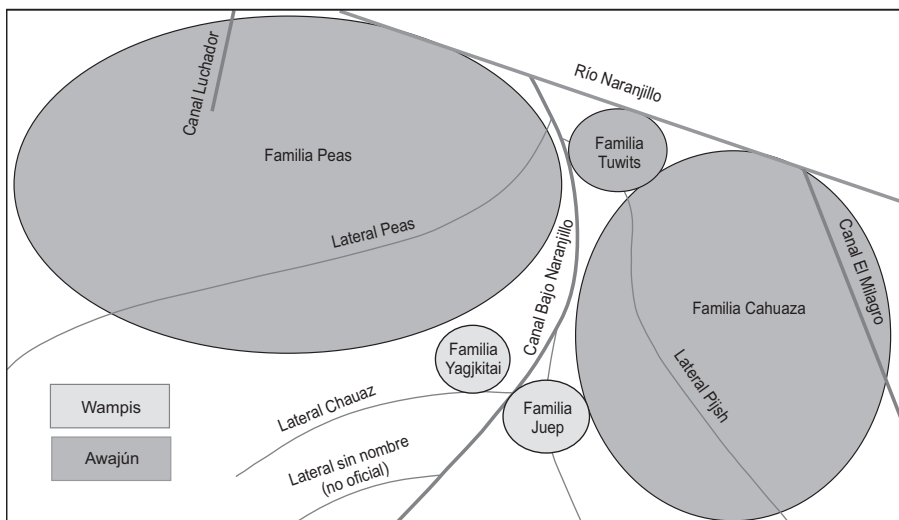 Canal Luchador
Río Naranjillo
Familia Peas
Familia
Tuwits
Lateral Peas
Canal Bajo Naranjillo
Canal El Milagro
Familia Cahuaza
Familia
Yagjkitai
Lateral Pijsh
Familia
Juep
Lateral Chauaz
Lateral sin nombre
(no oficial)
Wampis
Awajún